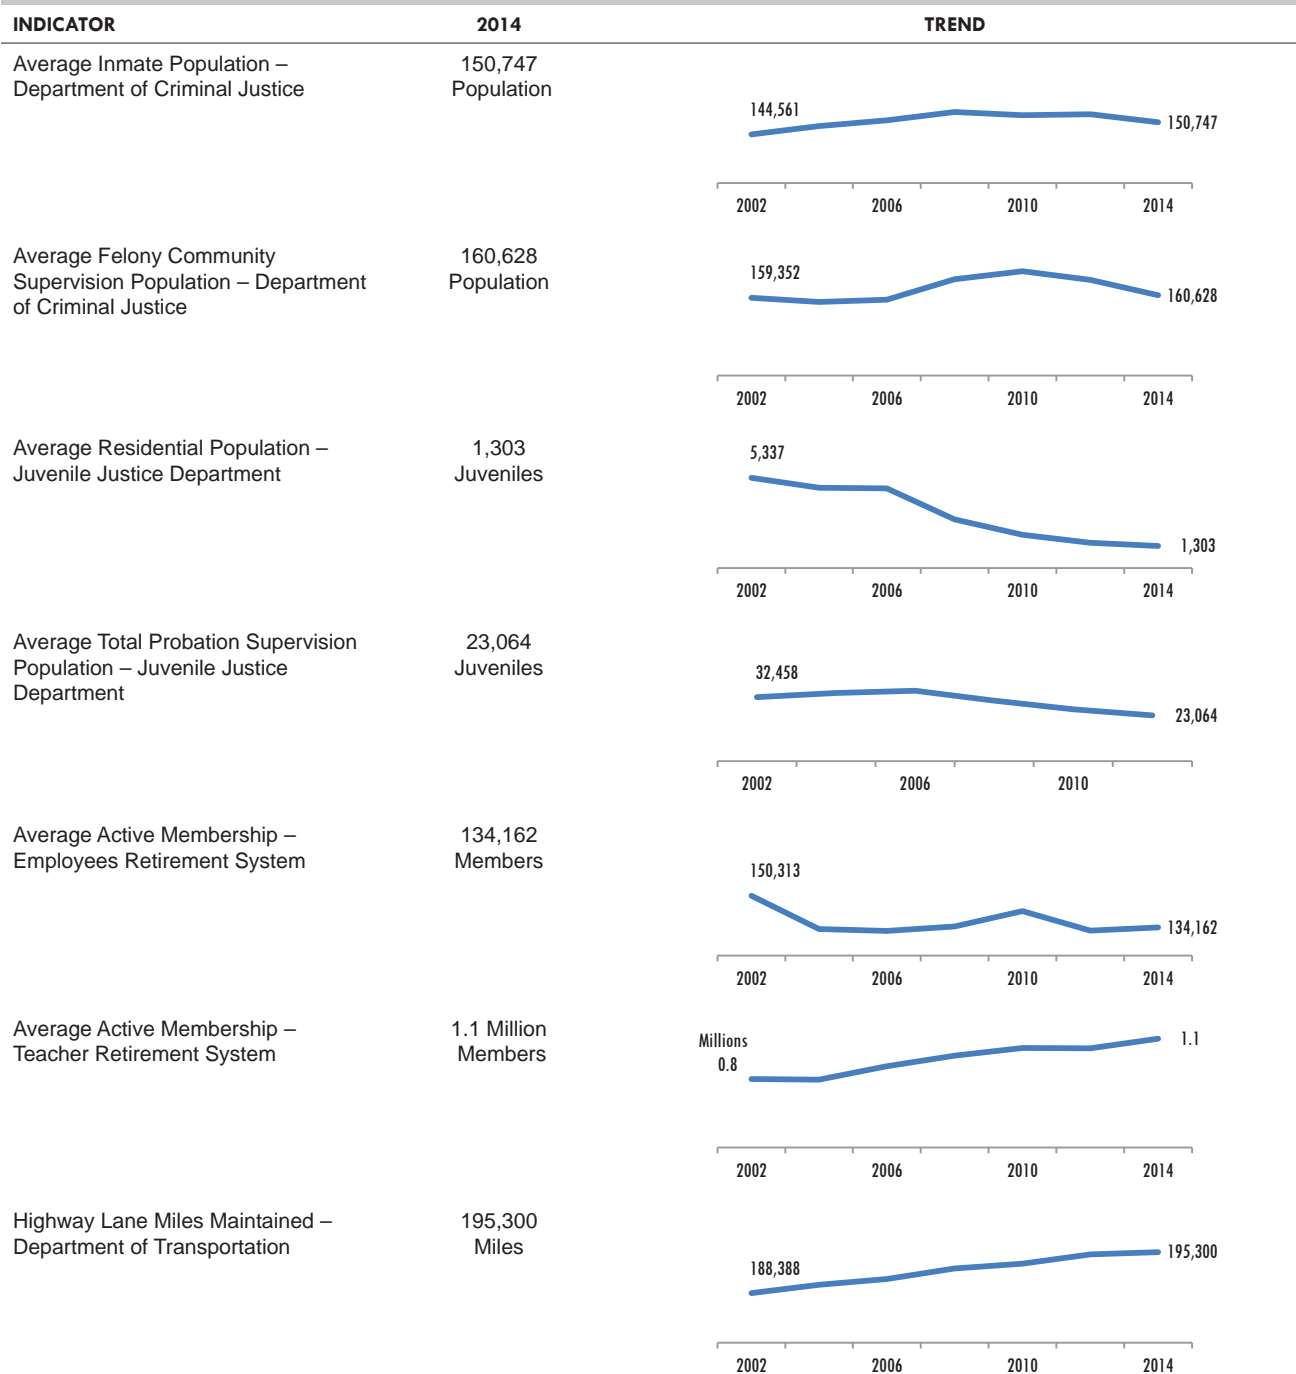 INDICATOR 2014 TREND
Average Inmate Population –
Department of Criminal Justice
150,747
Population
144,561
150,747
2002 2006 2010 2014
Average Felony Community
Supervision Population – Department
of Criminal Justice
160,628
Population
159,352
160,628
2002 2006 2010 2014
Average Residential Population –
Juvenile Justice Department
1,303
Juveniles
5,337
1,303
2002 2006 2010 2014
Average Total Probation Supervision
Population – Juvenile Justice
Department
23,064
Juveniles
32,458
23,064
2002 2006 2010
Average Active Membership –
Employees Retirement System
134,162
Members
150,313
134,162
2002 2006 2010 2014
Average Active Membership –
Teacher Retirement System
1.1 Million
Members
Millions
0.8
1.1
2002 2006 2010 2014
Highway Lane Miles Maintained –
Department of Transportation
195,300
Miles
188,388
195,300
2002 2006 2010 2014